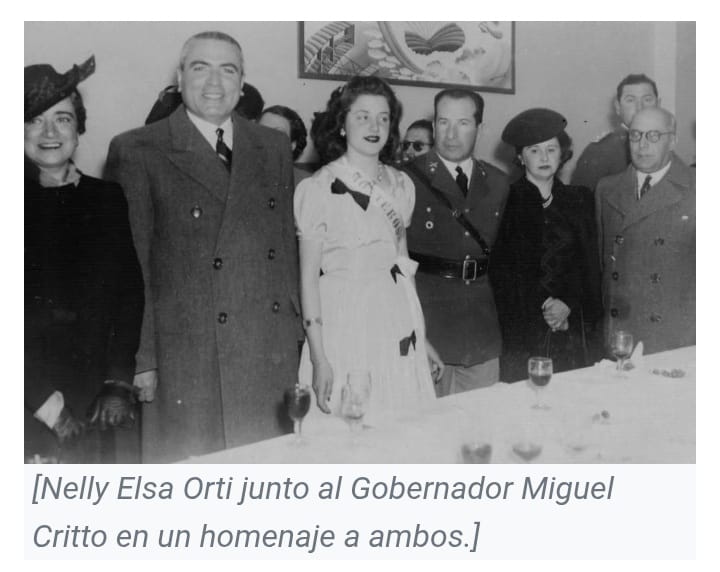 [Nelly Elsa Orti junto al Gobernador Miguel
Critto en un homenaje a ambos.]